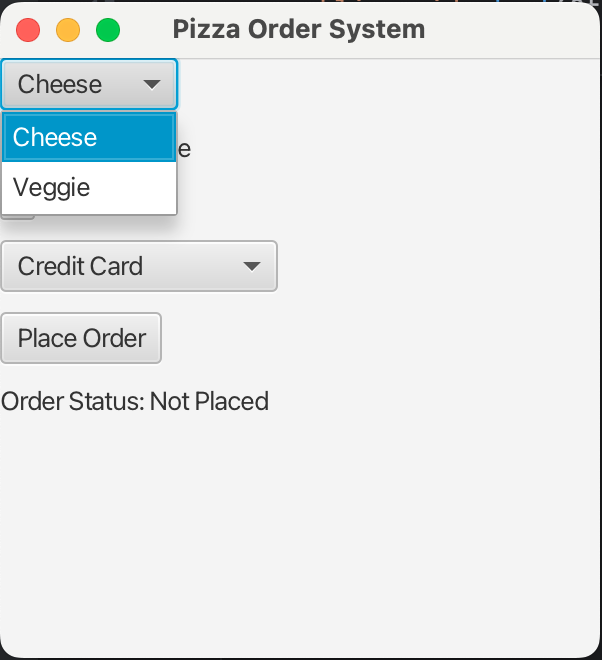 Pizza Order System
Cheese
Cheese
Veggie
Credit Card
Place Order
Order Status: Not Placed